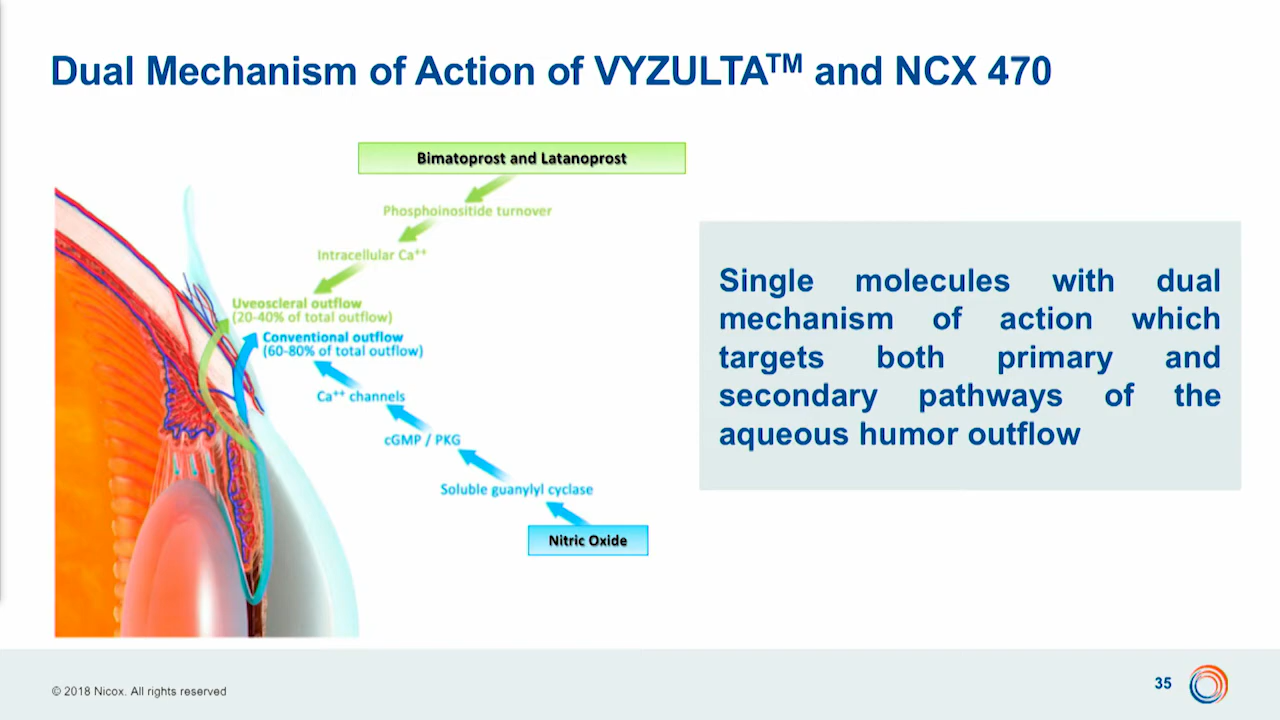 Dual Mechanism of Action of VYZULTA™ and NCX 470
Bimatoprost and Latanoprost
Phosphoinositide turnover
Intracellular Ca⁺⁺
Uveoscleral outflow
(20-40% of total outflow)
Conventional outflow
(60-80% of total outflow)
Ca⁺⁺ channels
cGMP / PKG
Soluble guanylyl cyclase
Nitric Oxide
Single molecules with dual
mechanism of action which
targets both primary and
secondary pathways of the
aqueous humor outflow
© 2018 Nicox. All rights reserved
35